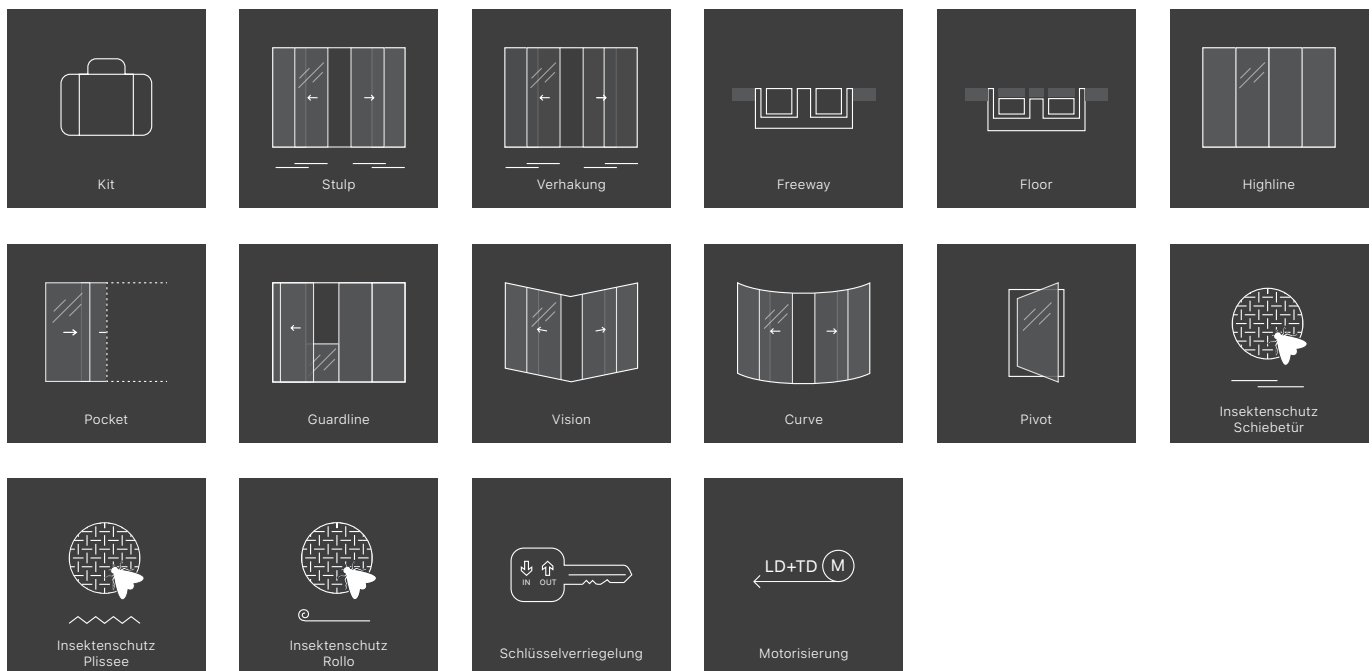 Kit
Stulp
Verhakung
Freeway
Floor
Highline
Pocket
Guardline
Vision
Curve
Pivot
Insektenschutz
Schiebetür
Insektenschutz
Plissee
Insektenschutz
Rollo
IN OUT
Schlüsselverriegelung
LD+TD M
Motorisierung